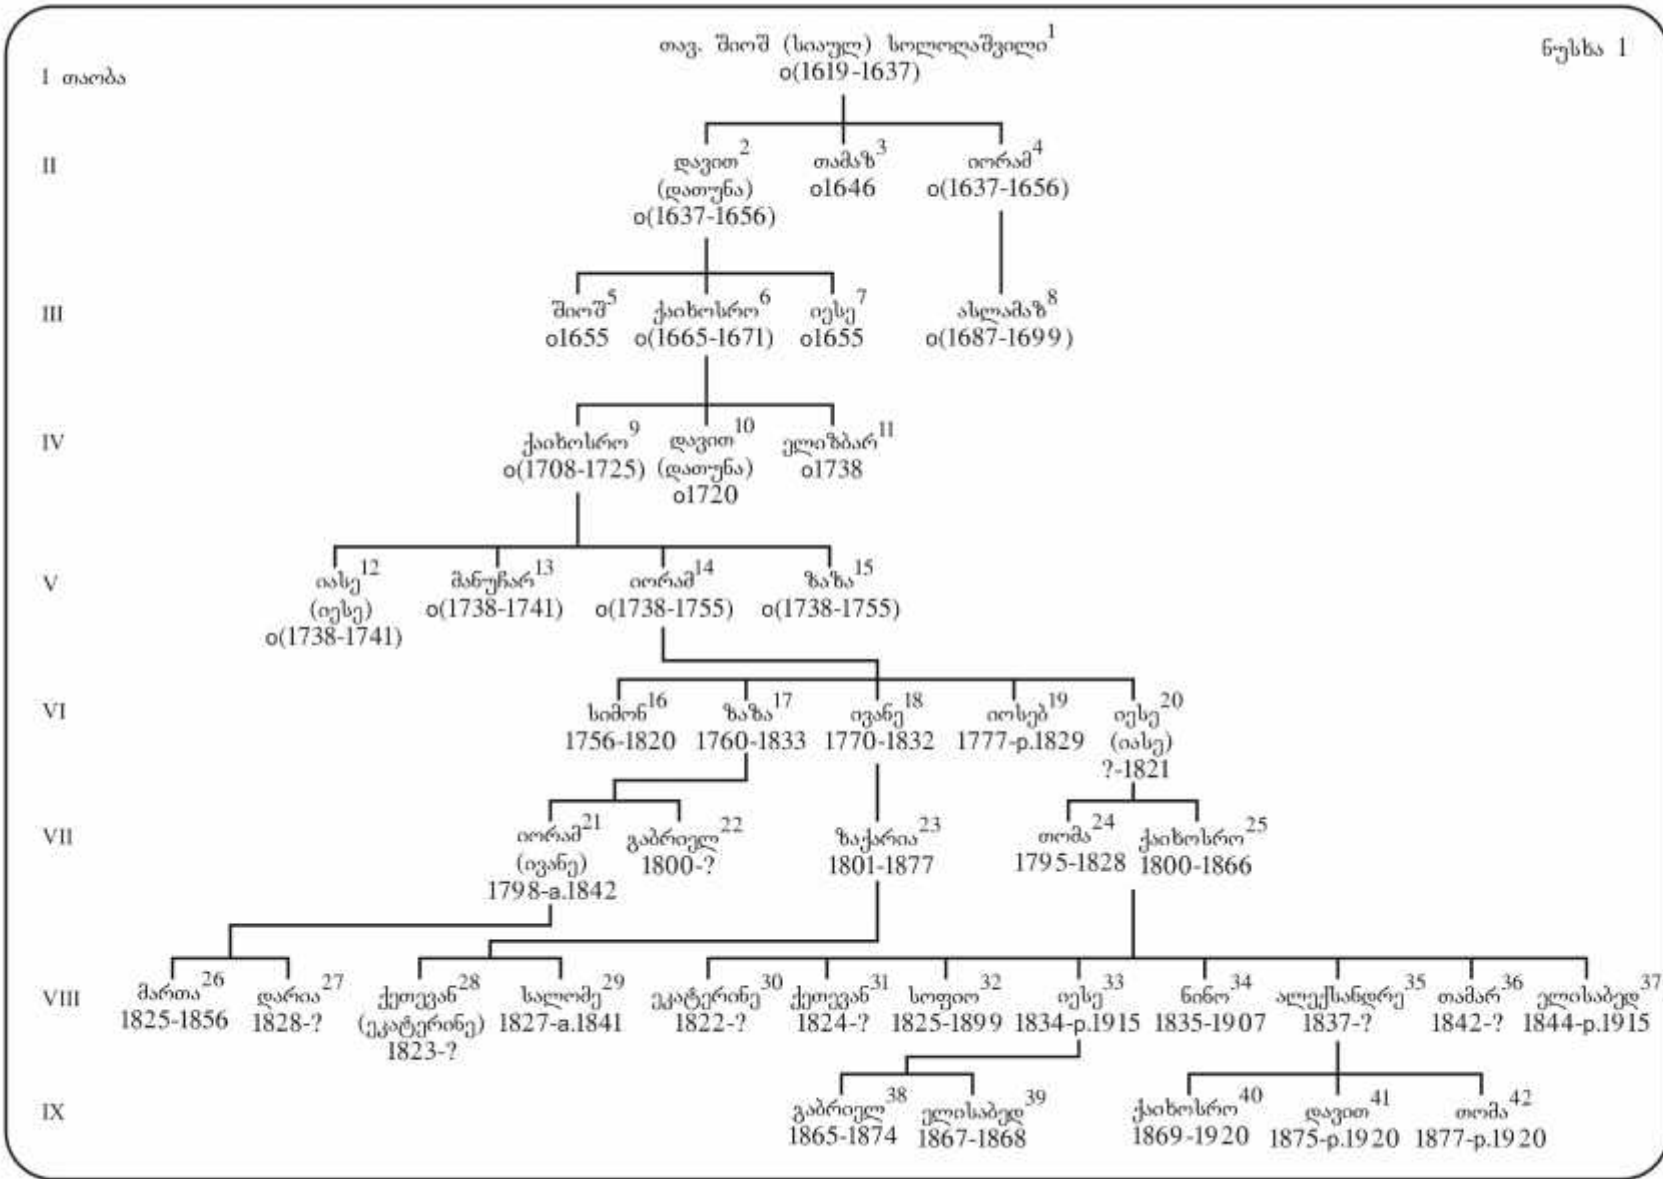 თავ. შიოშ (სიაულ) სოლოღაშვილი1
ნუსხა 1
o(1619-1637)
I თაობა
II
დავით2
(დათუნა)
o(1637-1656)
თამაზ3
o1646
იორამ4
o(1637-1656)
III
შიოშ5
o1655
ქაიხოსრო6
o(1665-1671)
იესე7
o1655
ასლამაზ8
o(1687-1699)
IV
ქაიხოსრო9
o(1708-1725)
დავით10
(დათუნა)
o1720
ელიზბარ11
o1738
V
იასე12
(იესე)
o(1738-1741)
მანუჩარ13
o(1738-1741)
იორამ14
o(1738-1755)
ზაზა15
o(1738-1755)
VI
სიმონ16
1756-1820
ზაზა17
1760-1833
ივანე18
1770-1832
იოსებ19
1777-p.1829
იესე20
(იასე)
?-1821
VII
იორამ21
(ივანე)
1798-a.1842
გაბრიელ22
1800-?
ზაქარია23
1801-1877
თომა24
1795-1828
ქაიხოსრო25
1800-1866
VIII
მართა26
1825-1856
დარია27
1828-?
ქეთევან28
(ეკატერინე)
1823-?
სალომე29
1827-a.1841
ეკატერინე30
1822-?
ქეთევან31
1824-?
სოფიო32
1825-1899
იესე33
1834-p.1915
ნინო34
1835-1907
ალექსანდრე35
1837-?
თამარ36
1842-?
ელისაბედ37
1844-p.1915
IX
გაბრიელ38
1865-1874
ელისაბედ39
1867-1868
ქაიხოსრო40
1869-1920
დავით41
1875-p.1920
თომა42
1877-p.1920